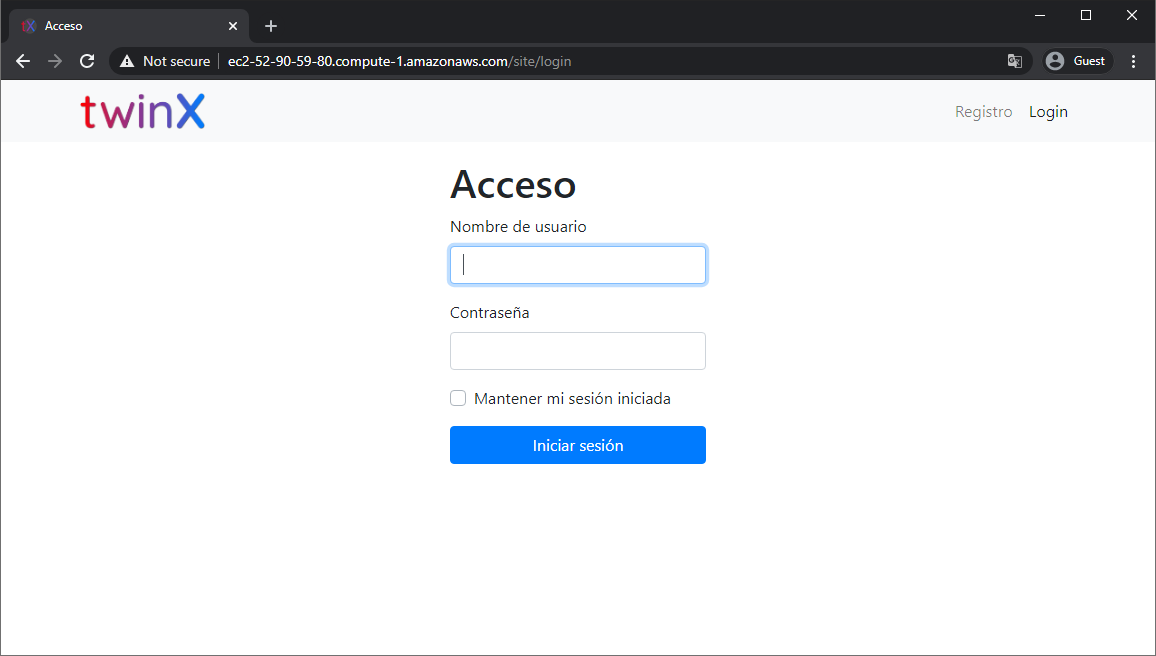 Acceso
Not secure
ec2-52-90-59-80.compute-1.amazonaws.com/site/login
Guest
twinX
Registro
Login
Acceso
Nombre de usuario
Contraseña
Mantener mi sesión iniciada
Iniciar sesión